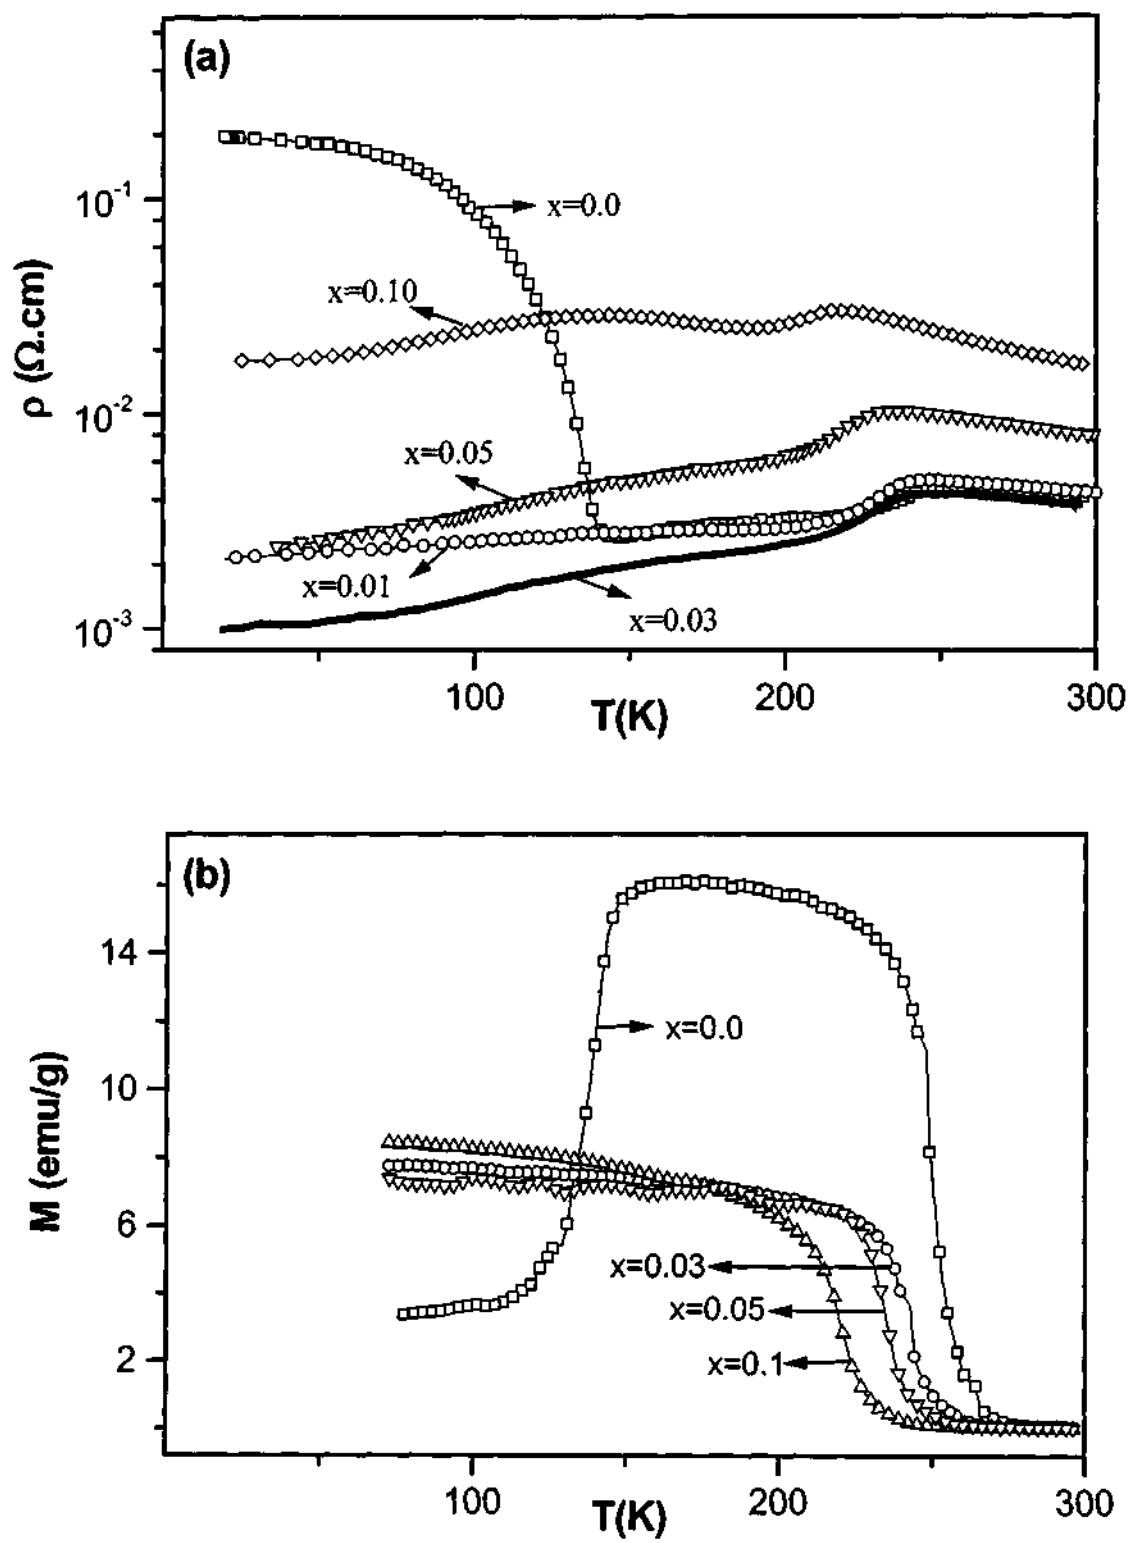 (a)
10-1
x=0.0
x=0.10
ρ (Ω.cm)
10-2
x=0.05
x=0.01
x=0.03
10-3
100
200
300
T(K)
(b)
14
x=0.0
10
M (emu/g)
6
x=0.03
x=0.05
x=0.1
2
100
200
300
T(K)